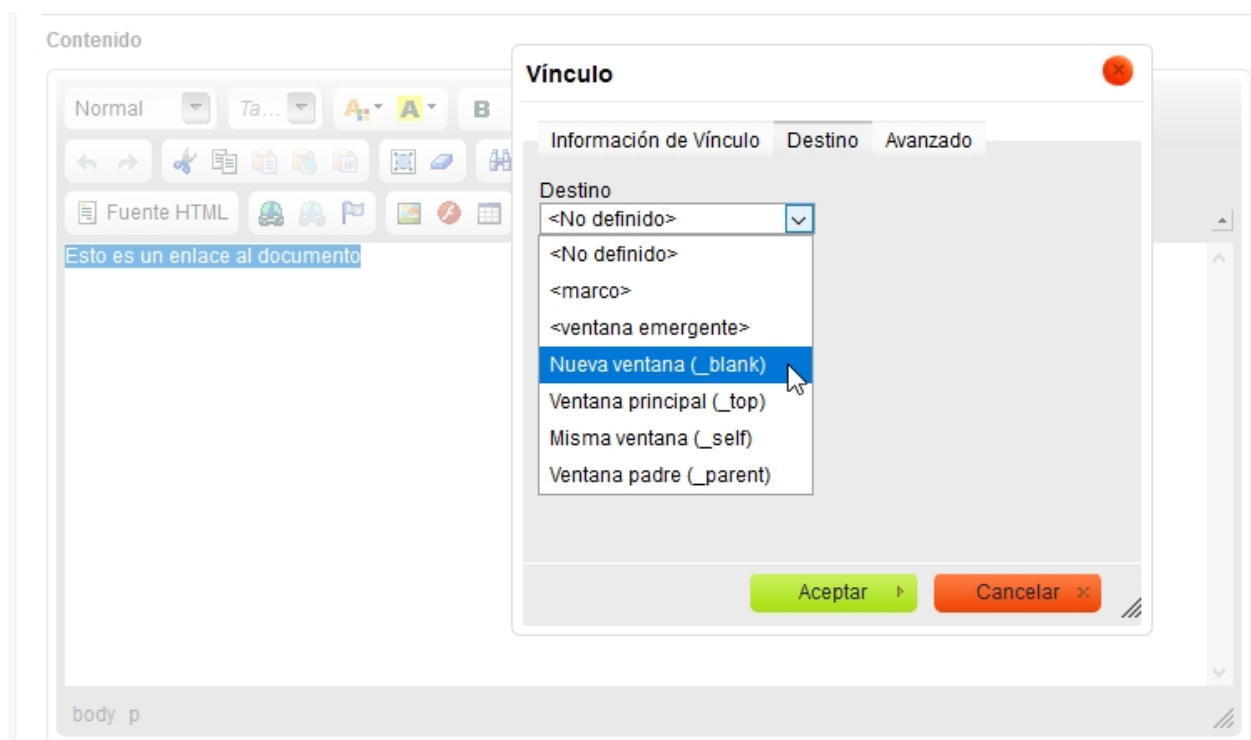 Contenido
Vínculo
Normal
Ta...
B
Información de Vínculo Destino Avanzado
Destino
Fuente HTML
<No definido>
Esto es un enlace al documento
<No definido>
<marco>
<ventana emergente>
Nueva ventana (_blank)
Ventana principal (_top)
Misma ventana (_self)
Ventana padre (_parent)
Aceptar
Cancelar
body p